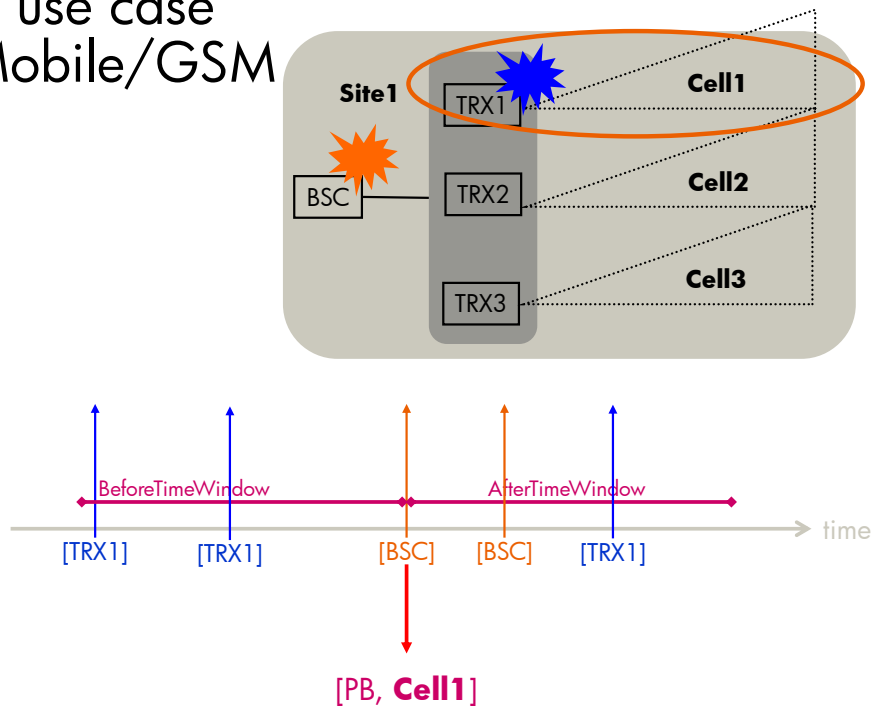 use case
Mobile/GSM
Site1
TRX1
Cell1
BSC
TRX2
Cell2
TRX3
Cell3
BeforeTimeWindow
AfterTimeWindow
time
[TRX1]
[TRX1]
[BSC]
[BSC]
[TRX1]
[PB, Cell1]